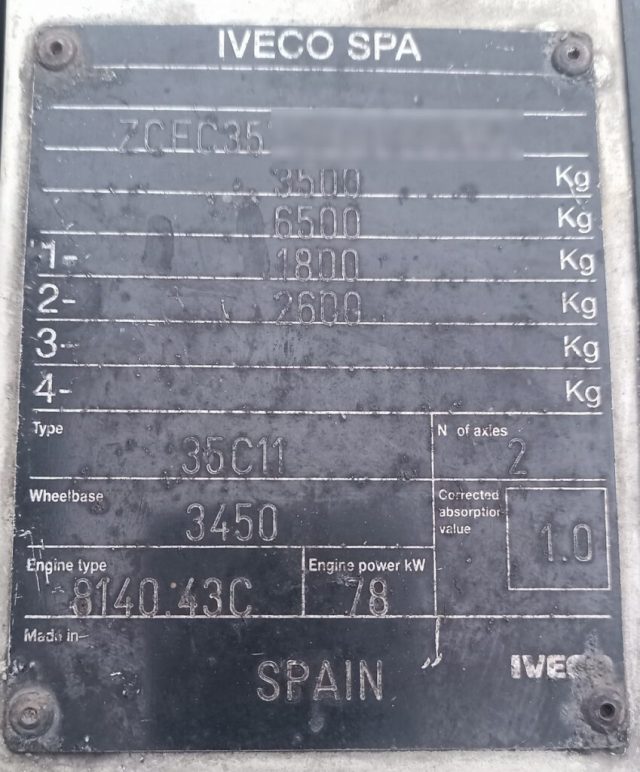 IVECO SPA
ZCFC35
3500 Kg
6500 Kg
1- 1800 Kg
2- 2600 Kg
3- Kg
4- Kg
Type
N of axles
35C11
2
Wheelbase
Corrected
absorption
value
3450
1.0
Engine type
Engine power kW
8140.43C
78
Made in
SPAIN
IVECO